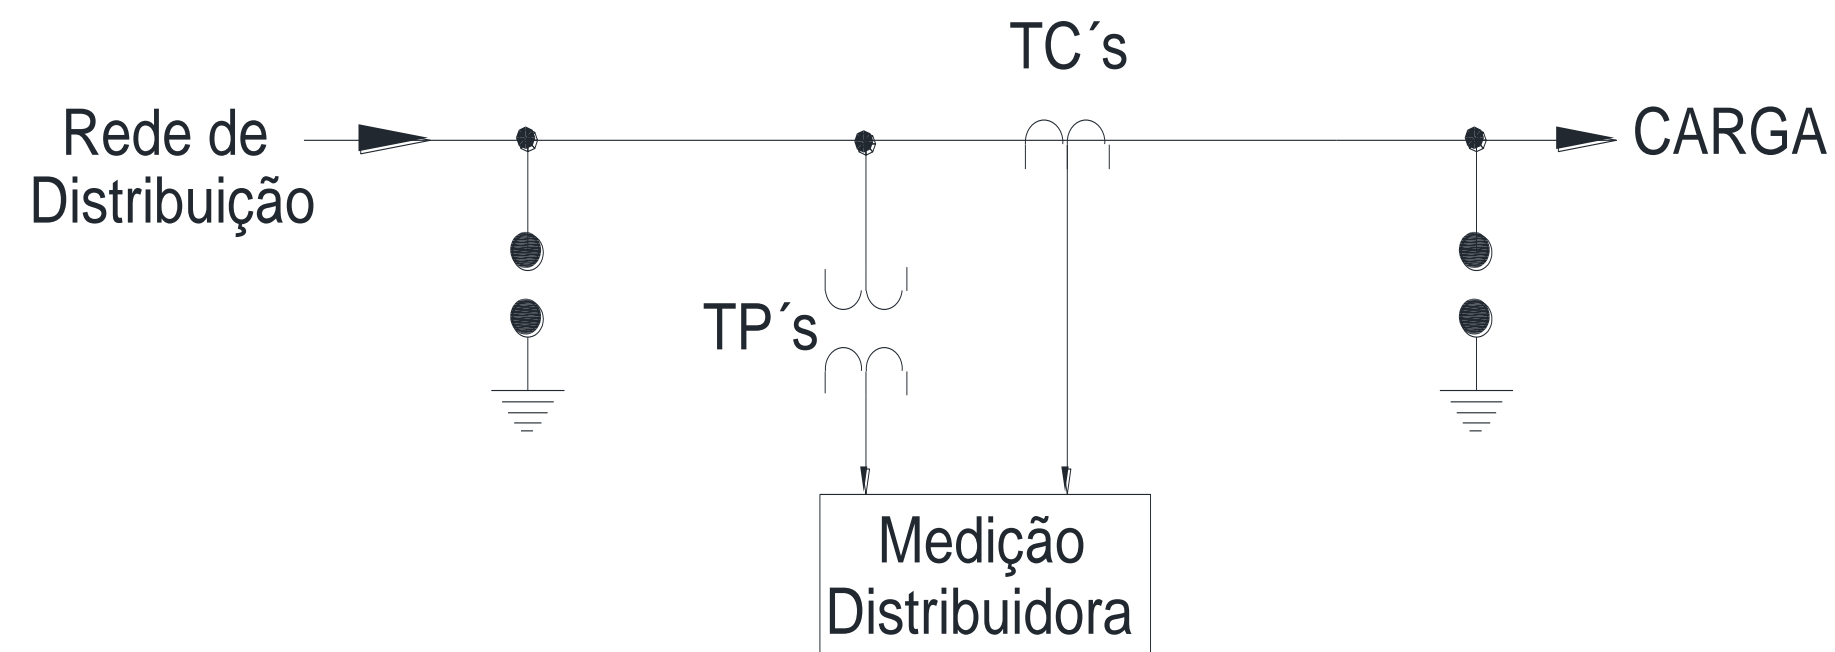 TC´s
Rede de
Distribuição
CARGA
TP´s
Medição
Distribuidora